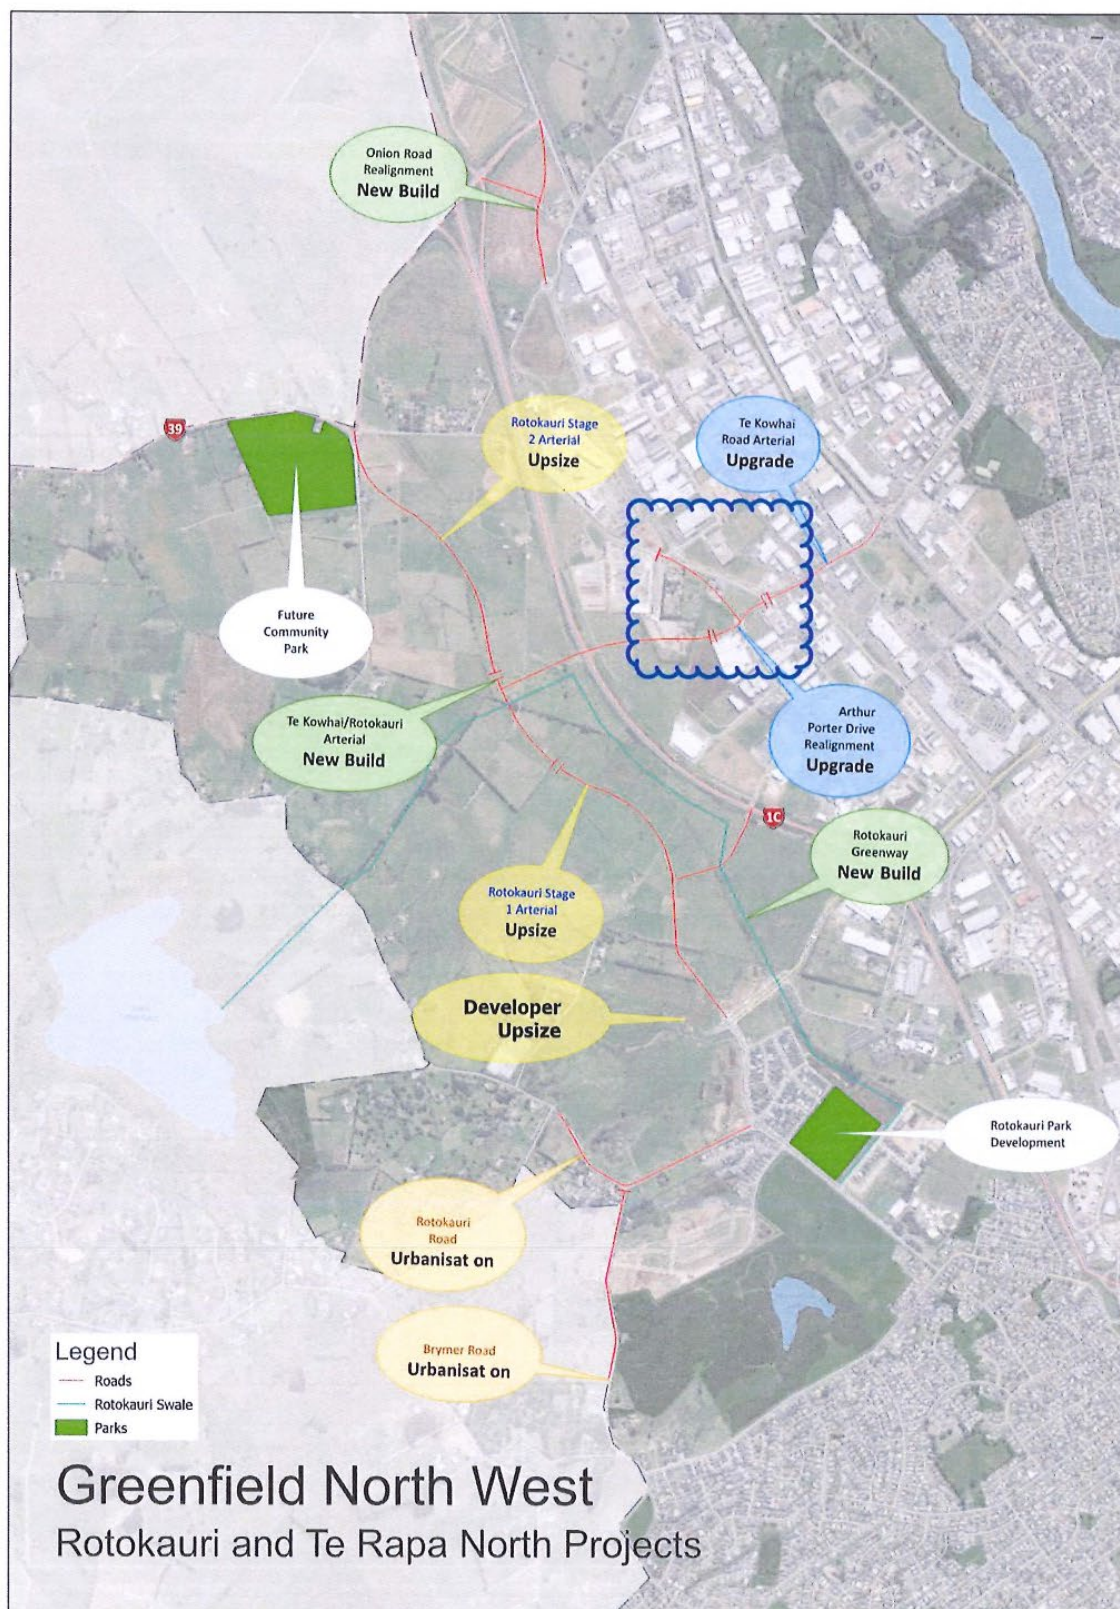 Onion Road
Realignment
New Build
39
Rotokauri Stage
2 Arterial
Upsize
Te Kowhai
Road Arterial
Upgrade
Future
Community
Park
Te Kowhai/Rotokauri
Arterial
New Build
Arthur
Porter Drive
Realignment
Upgrade
1C
Rotokauri
Greenway
New Build
Rotokauri Stage
1 Arterial
Upsize
Developer
Upsize
Rotokauri Park
Development
Rotokauri
Road
Urbanisat on
Brymer Road
Urbanisat on
Legend
Roads
Rotokauri Swale
Parks
Greenfield North West
Rotokauri and Te Rapa North Projects